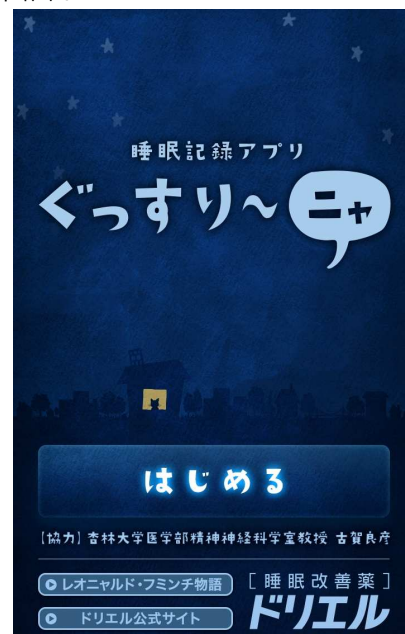 睡眠記録アプリ
ぐっすり～ニャ
はじめる
[協力] 杏林大学医学部精神神経科学室教授 古賀良彦
レオニャルド・フミンチ物語
[睡眠改善薬]
ドリエル公式サイト
ドリエル